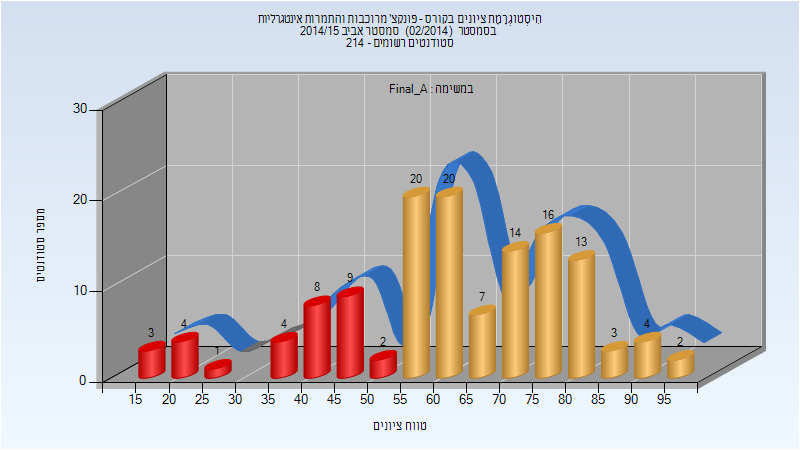 הִיסְטוֹגְרָמַת ציונים בקורס - פונקצ' מרוכבות והתמרות אינטגרליות
בסמסטר (02/2014) סמסטר אביב 2014/15
סטודנטים רשומים - 214
במשימה : Final_A
מספר סטודנטים
30
20
10
0
3
4
1
4
8
9
2
20
20
7
14
16
13
3
4
2
15 20 25 30 35 40 45 50 55 60 65 70 75 80 85 90 95
טווח ציונים